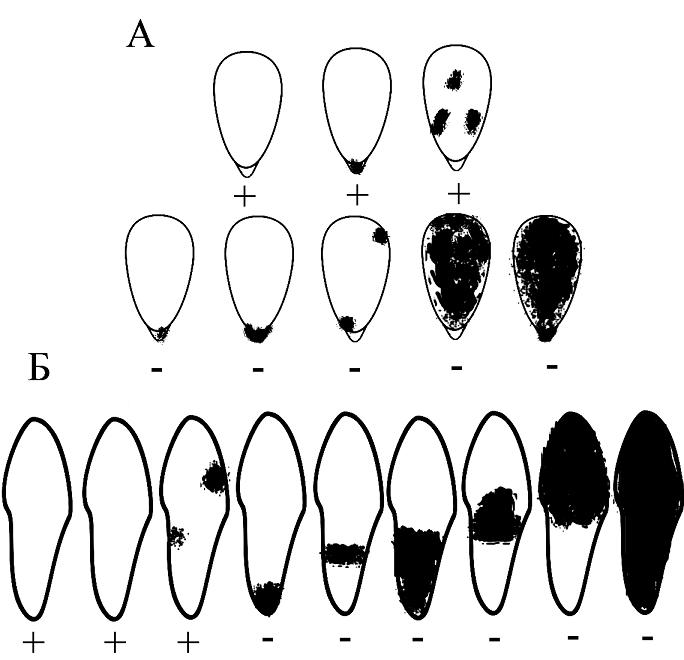 А
+ + +
- - - - -
Б
+ + + - - - - - -